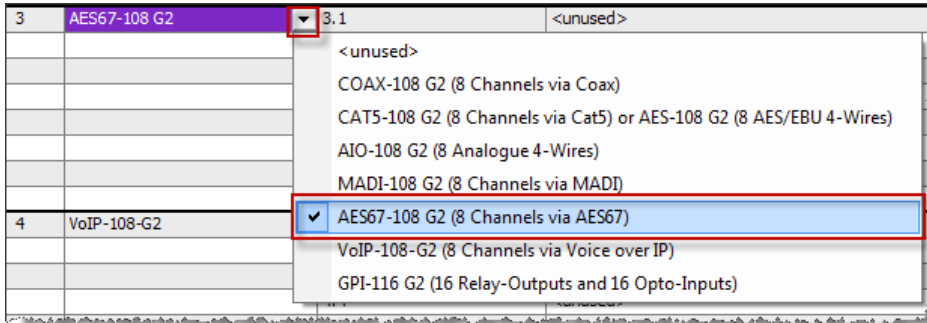 3 AES67-108 G2 3.1 <unused>
<unused>
COAX-108 G2 (8 Channels via Coax)
CAT5-108 G2 (8 Channels via Cat5) or AES-108 G2 (8 AES/EBU 4-Wires)
AIO-108 G2 (8 Analogue 4-Wires)
MADI-108 G2 (8 Channels via MADI)
AES67-108 G2 (8 Channels via AES67)
4 VoIP-108-G2
VoIP-108-G2 (8 Channels via Voice over IP)
GPI-116 G2 (16 Relay-Outputs and 16 Opto-Inputs)